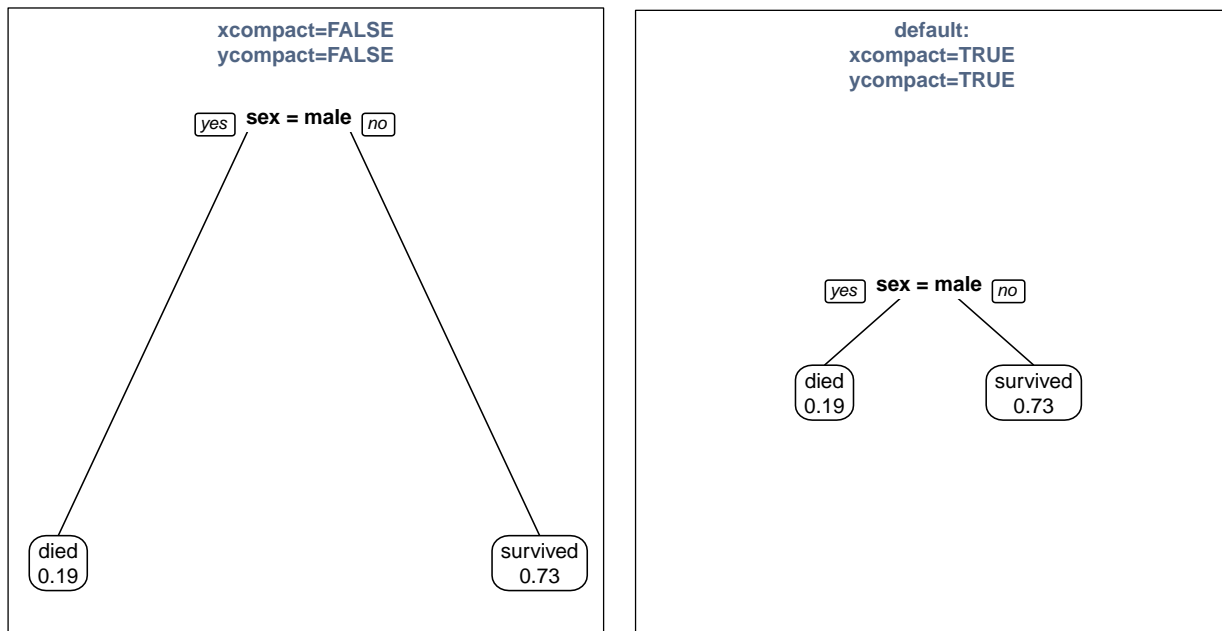 xcompact=FALSE
ycompact=FALSE
yes sex = male no
died
0.19
survived
0.73
default:
xcompact=TRUE
ycompact=TRUE
yes sex = male no
died
0.19
survived
0.73